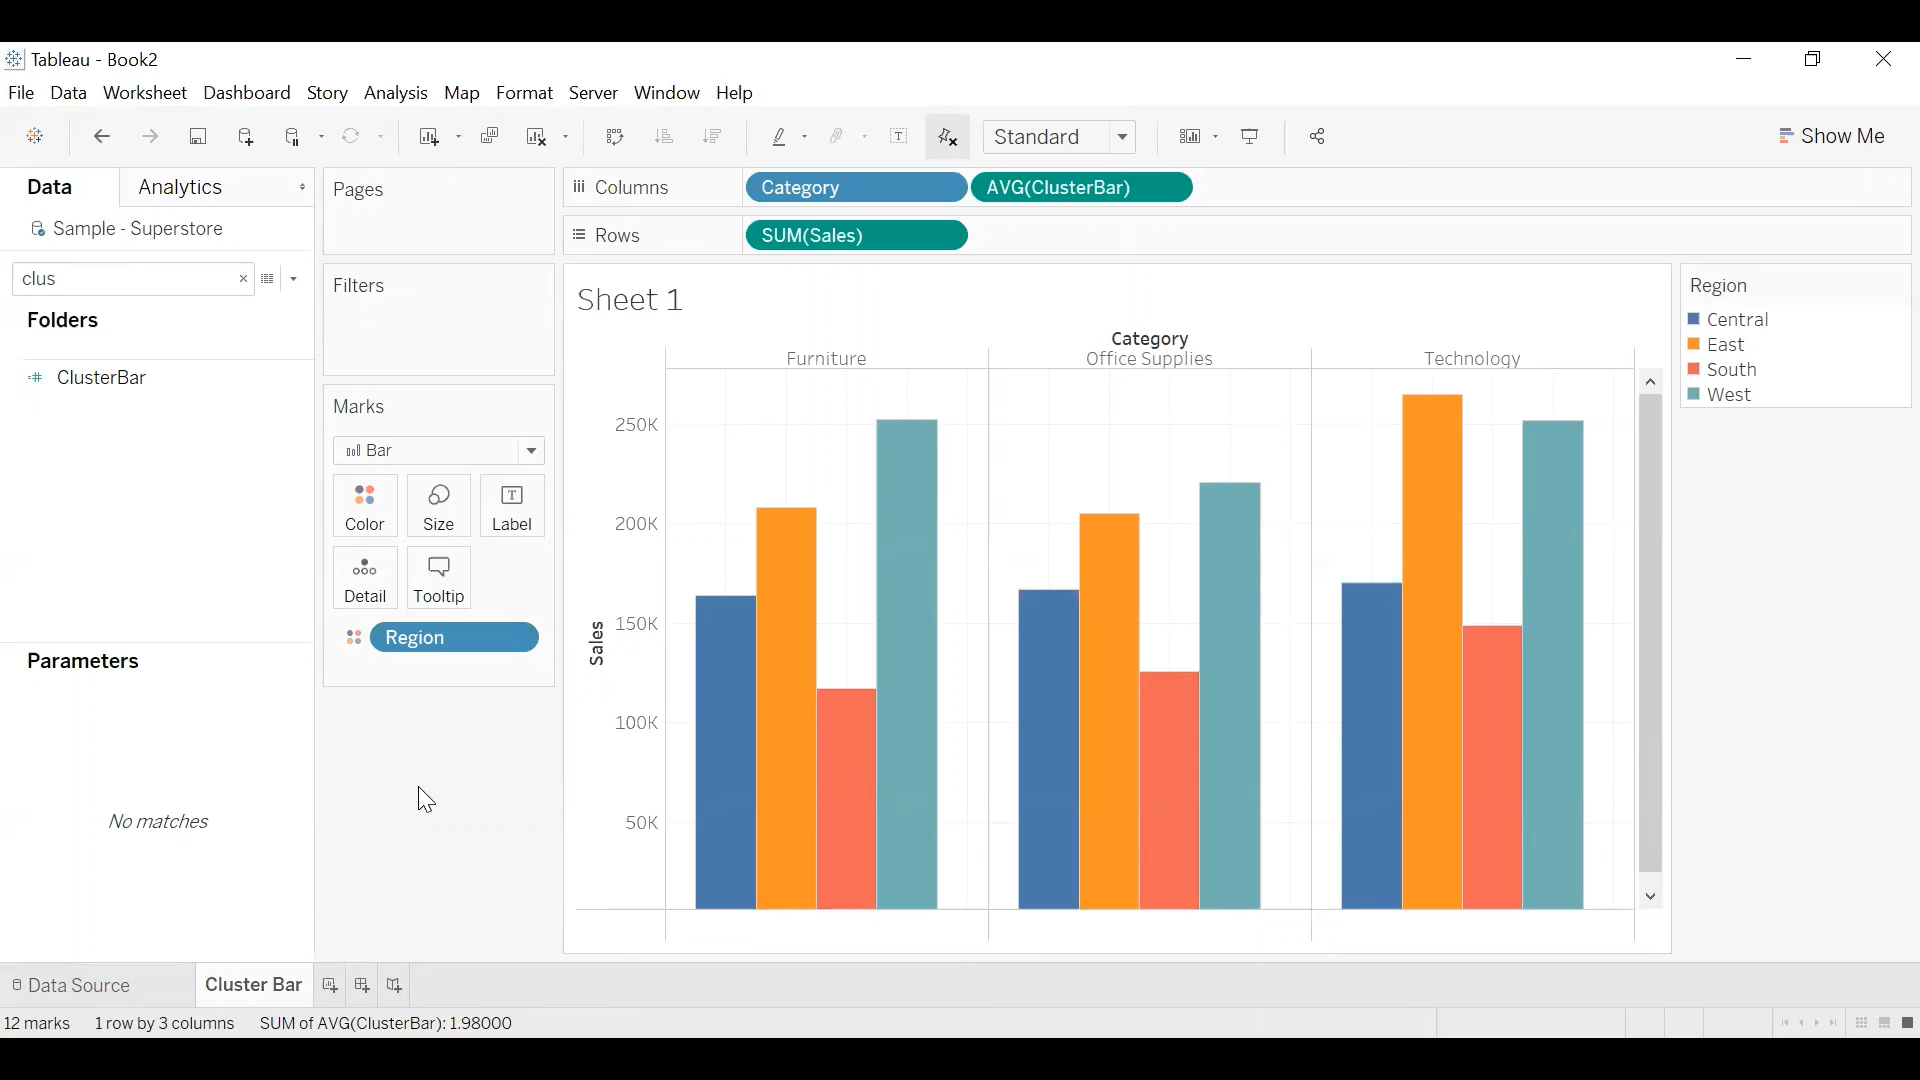 Tableau - Book2
File Data Worksheet Dashboard Story Analysis Map Format Server Window Help
Standard
Show Me
Data Analytics
Sample - Superstore
clus
Folders
ClusterBar
Parameters
No matches
Pages
Filters
Marks
Bar
Color Size Label
Detail Tooltip
Region
Columns Category AVG(ClusterBar)
Rows SUM(Sales)
Sheet 1
Category
Furniture Office Supplies Technology
250K
200K
150K
100K
50K
Sales
Region
Central
East
South
West
Data Source Cluster Bar
12 marks 1 row by 3 columns SUM of AVG(ClusterBar): 1.98000